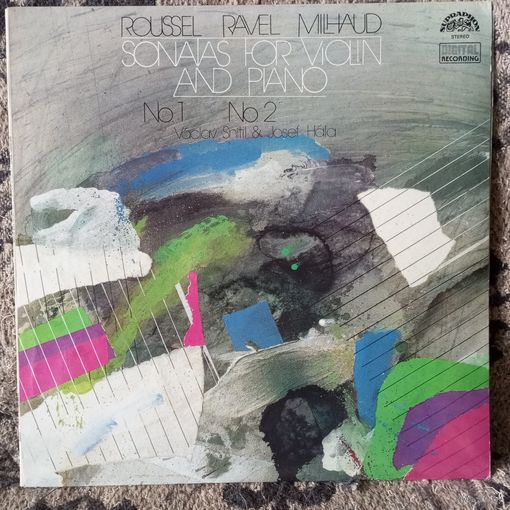 ROUSSEL RAVEL MILHAUD
SONATAS FOR VIOLIN
AND PIANO
No 1 No 2
Václav Snítil & Josef Hála
SUPRAPHON
STEREO
DIGITAL
RECORDING